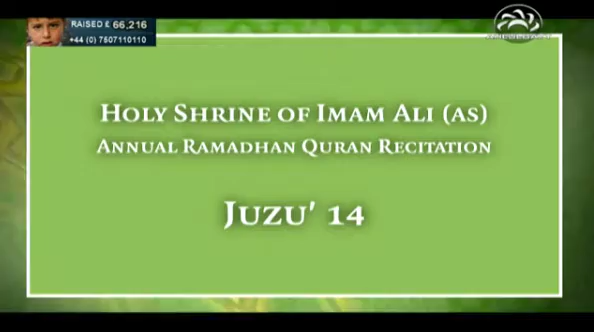 RAISED £ 66,216
+44 (0) 7507110110
HOLY SHRINE OF IMAM ALI (AS)
ANNUAL RAMADHAN QURAN RECITATION
JUZU' 14